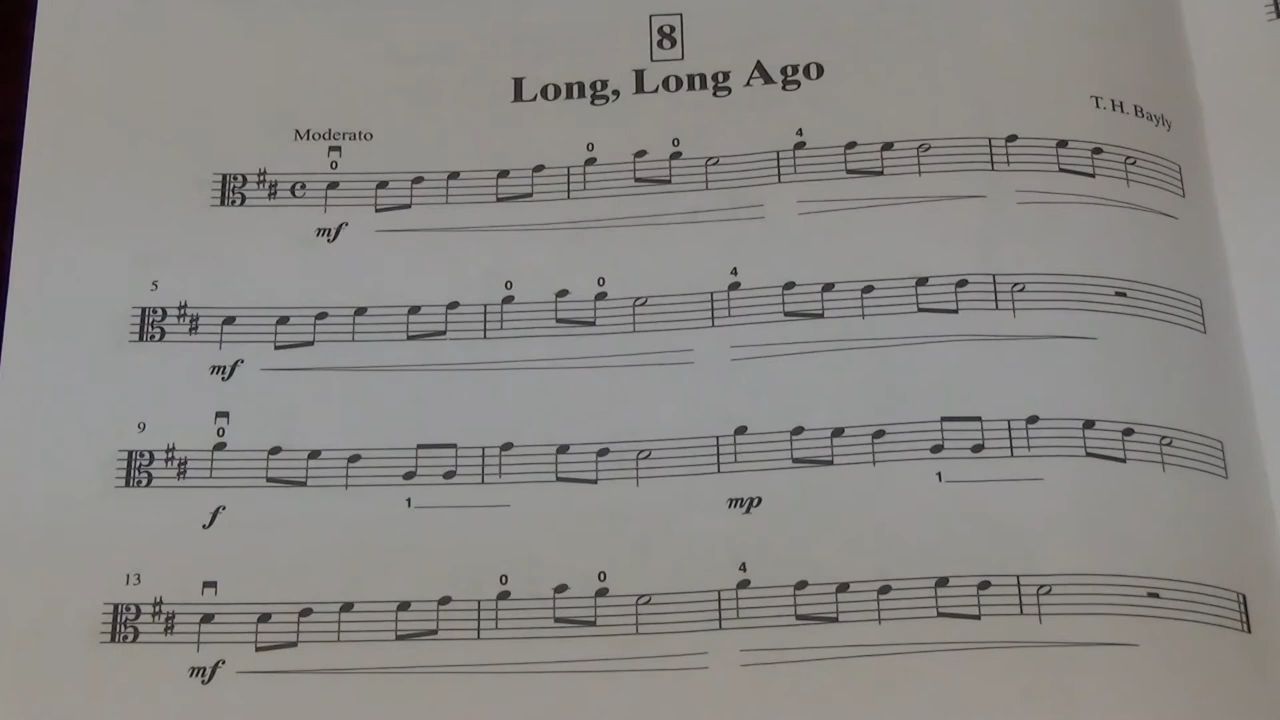 8
Long, Long Ago
T. H. Bayly
Moderato
0 0 0 4
mf
5
0 0 4
mf
9
0
1 1
f mp
13
0 0 4
mf